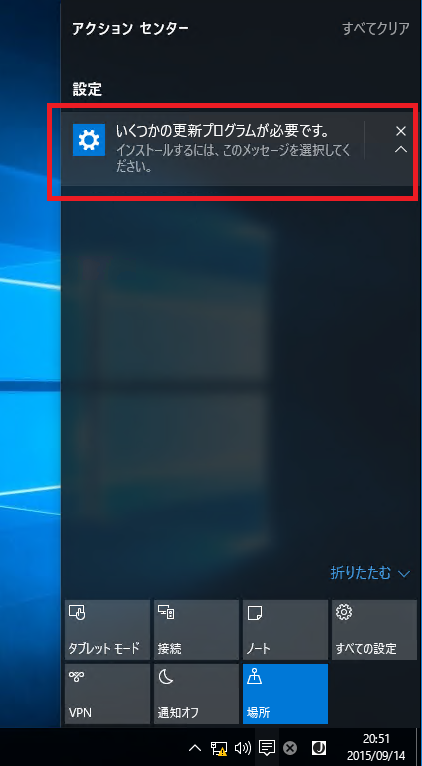 アクション センター
すべてクリア
設定
いくつかの更新プログラムが必要です。
インストールするには、このメッセージを選択してく
ださい。
折りたたむ
タブレット モード
接続
ノート
すべての設定
VPN
通知オフ
場所
20:51
2015/09/14